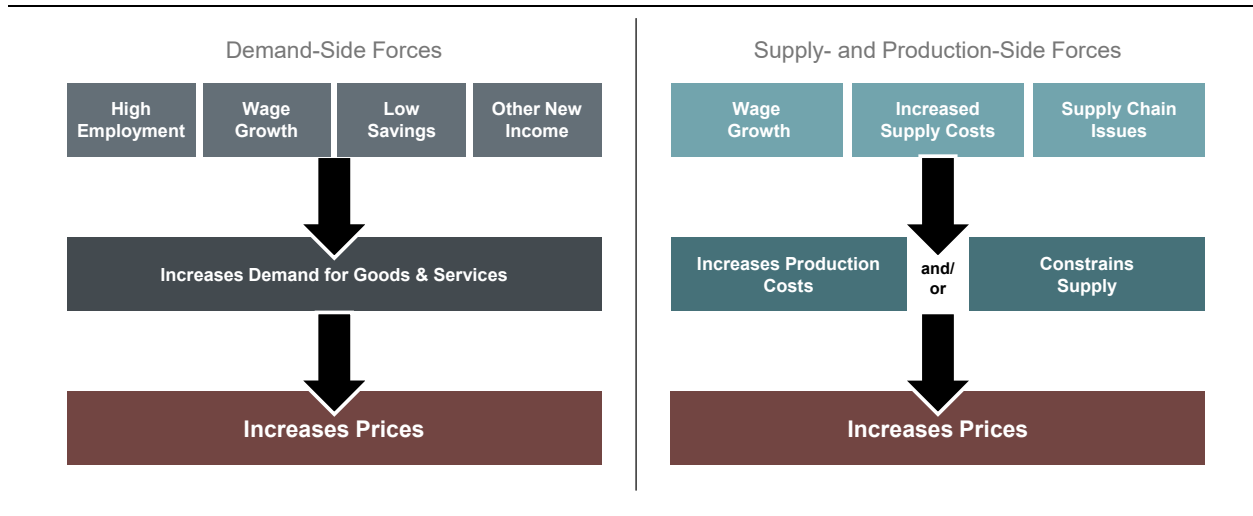 Demand-Side Forces
High
Employment
Wage
Growth
Low
Savings
Other New
Income
Increases Demand for Goods & Services
Increases Prices
Supply- and Production-Side Forces
Wage
Growth
Increased
Supply Costs
Supply Chain
Issues
Increases Production
Costs
and/
or
Constrains
Supply
Increases Prices